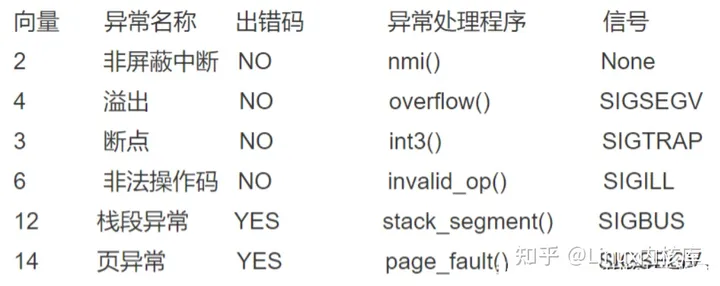 向量 异常名称 出错码 异常处理程序 信号
2 非屏蔽中断 NO nmi() None
4 溢出 NO overflow() SIGSEGV
3 断点 NO int3() SIGTRAP
6 非法操作码 NO invalid_op() SIGILL
12 栈段异常 YES stack_segment() SIGBUS
14 页异常 YES page_fault()
知乎 @Linux内核库